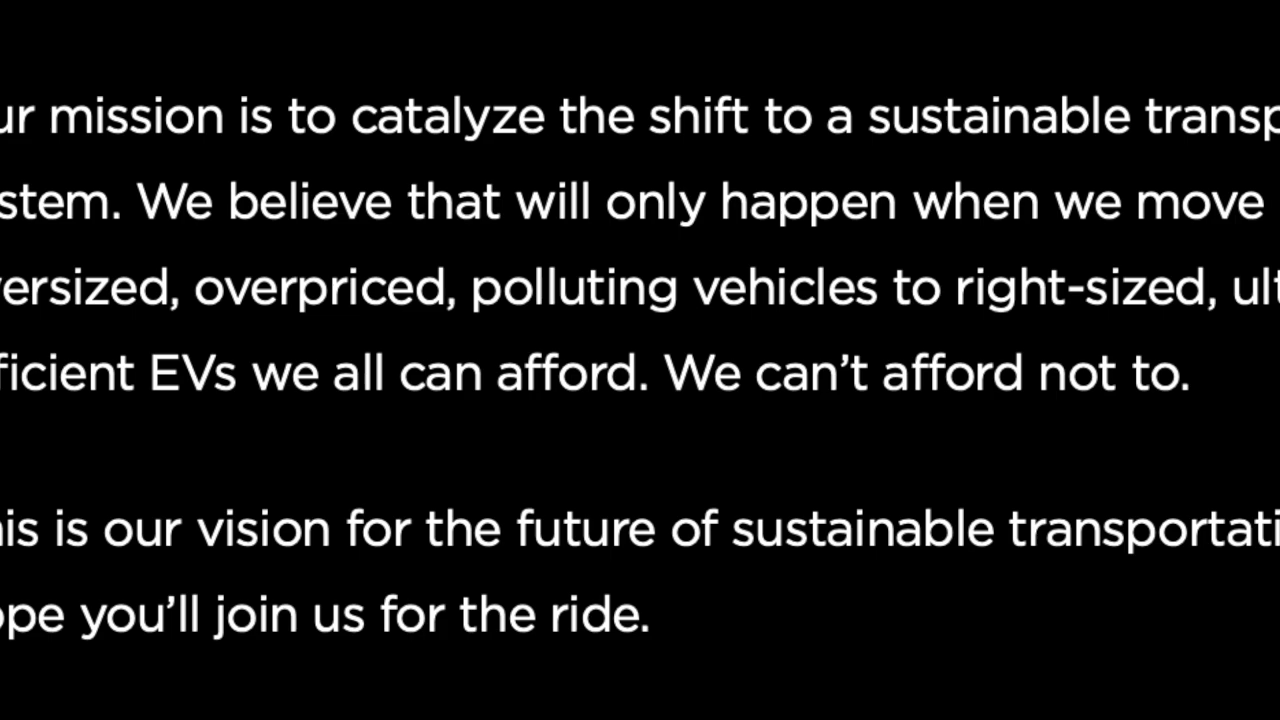 ur mission is to catalyze the shift to a sustainable transp
stem. We believe that will only happen when we move
ersized, overpriced, polluting vehicles to right-sized, ult
ficient EVs we all can afford. We can’t afford not to.
is is our vision for the future of sustainable transportati
ope you’ll join us for the ride.